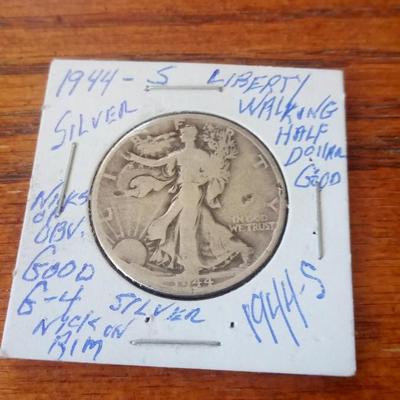 1944-S LIBERTY
WALKING
HALF
DOLLAR
GOOD
SILVER
NICKS
ON
OBV.
GOOD
G-4 SILVER
NICK ON
RIM
1944-S
LIBERTY
IN GOD
WE TRUST
1944